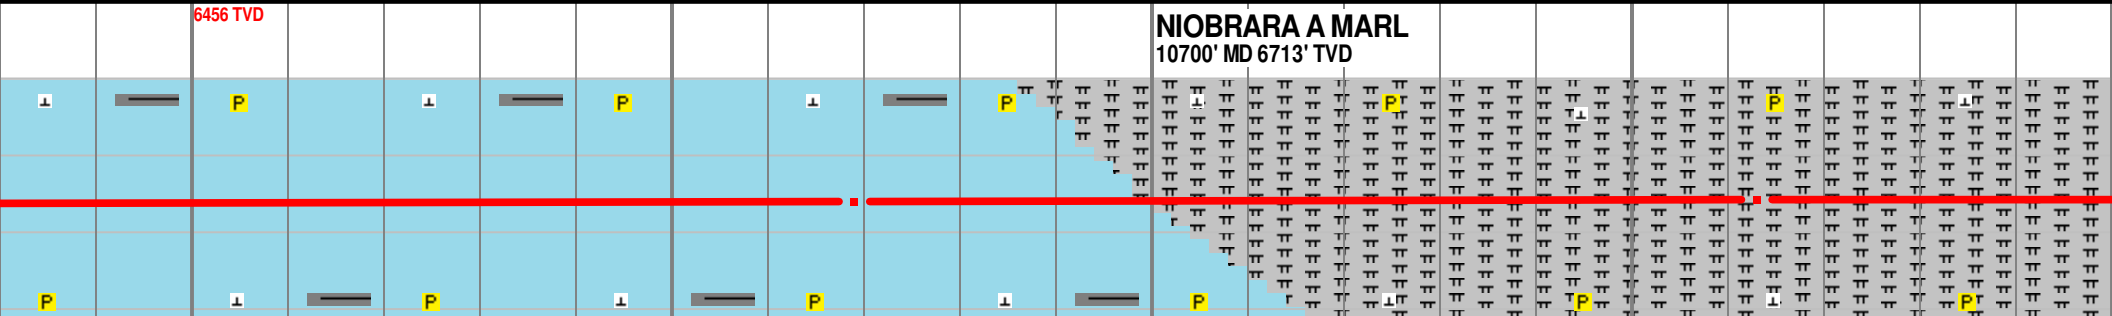 6456 TVD
NIOBRARA A MARL
10700' MD 6713' TVD
P P P P P
P P P P P P